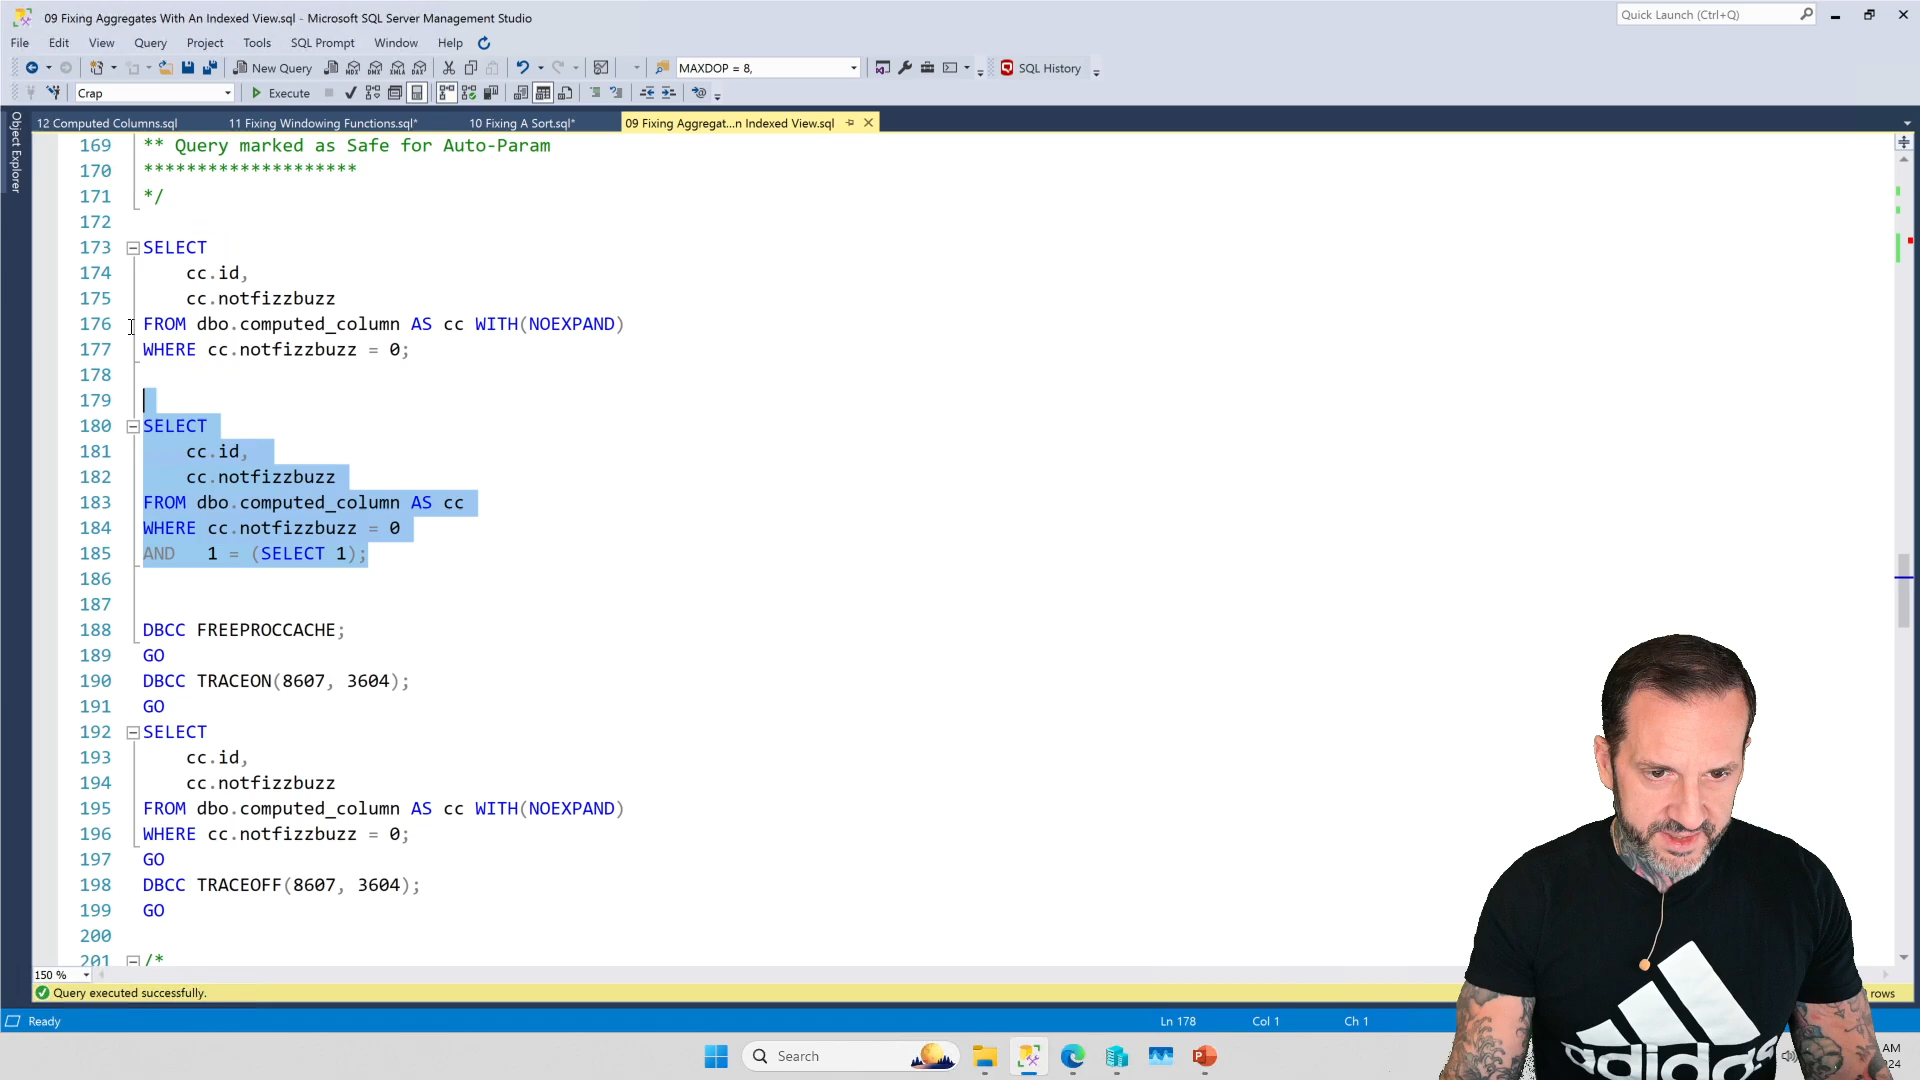 09 Fixing Aggregates With An Indexed View.sql - Microsoft SQL Server Management Studio
Quick Launch (Ctrl+Q)
File Edit View Query Project Tools SQL Prompt Window Help
New Query MDX DMX XMLA DAX MAXDOP = 8, SQL History
Crap Execute
12 Computed Columns.sql 11 Fixing Windowing Functions.sql* 10 Fixing A Sort.sql* 09 Fixing Aggregat...n Indexed View.sql
Object Explorer
169 ** Query marked as Safe for Auto-Param
170 ********************
171 */
172
173 SELECT
174 cc.id,
175 cc.notfizzbuzz
176 FROM dbo.computed_column AS cc WITH(NOEXPAND)
177 WHERE cc.notfizzbuzz = 0;
178
179
180 SELECT
181 cc.id,
182 cc.notfizzbuzz
183 FROM dbo.computed_column AS cc
184 WHERE cc.notfizzbuzz = 0
185 AND 1 = (SELECT 1);
186
187
188 DBCC FREEPROCCACHE;
189 GO
190 DBCC TRACEON(8607, 3604);
191 GO
192 SELECT
193 cc.id,
194 cc.notfizzbuzz
195 FROM dbo.computed_column AS cc WITH(NOEXPAND)
196 WHERE cc.notfizzbuzz = 0;
197 GO
198 DBCC TRACEOFF(8607, 3604);
199 GO
200
201 /*
150 %
Query executed successfully. rows
Ready Ln 178 Col 1 Ch 1
Search
AM
adidas